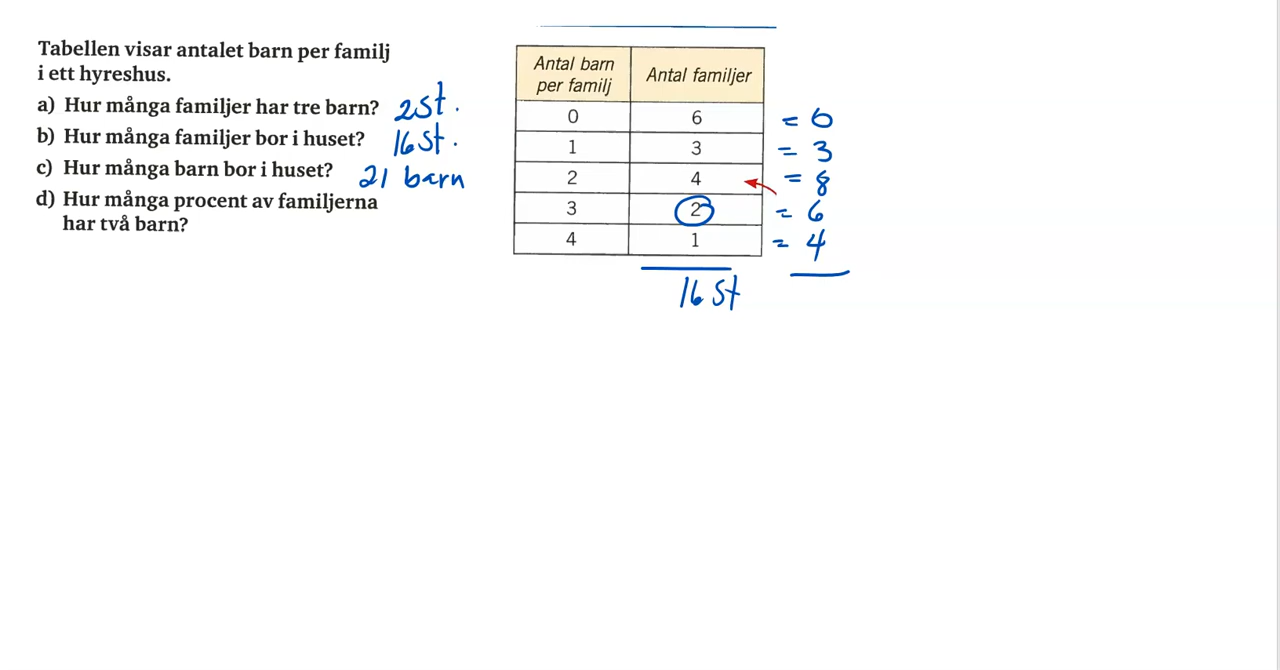 Tabellen visar antalet barn per familj
i ett hyreshus.
a) Hur många familjer har tre barn? 2st.
b) Hur många familjer bor i huset? 16st.
c) Hur många barn bor i huset? 21 barn
d) Hur många procent av familjerna
har två barn?
Antal barn per familj Antal familjer
0 6 = 0
1 3 = 3
2 4 = 8
3 2 = 6
4 1 = 4
16 st